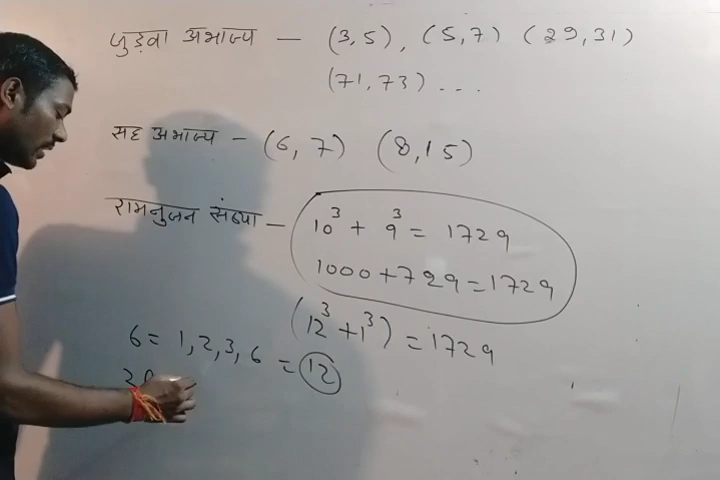 जुड़वा अभाज्य — (3,5), (5,7) (29,31)
(71,73) ...
सह अभाज्य - (6,7) (8,15)
रामनुजन संख्या — 10³ + 9³ = 1729
1000+729=1729
(12³+1³) = 1729
6 = 1,2,3,6 = 12